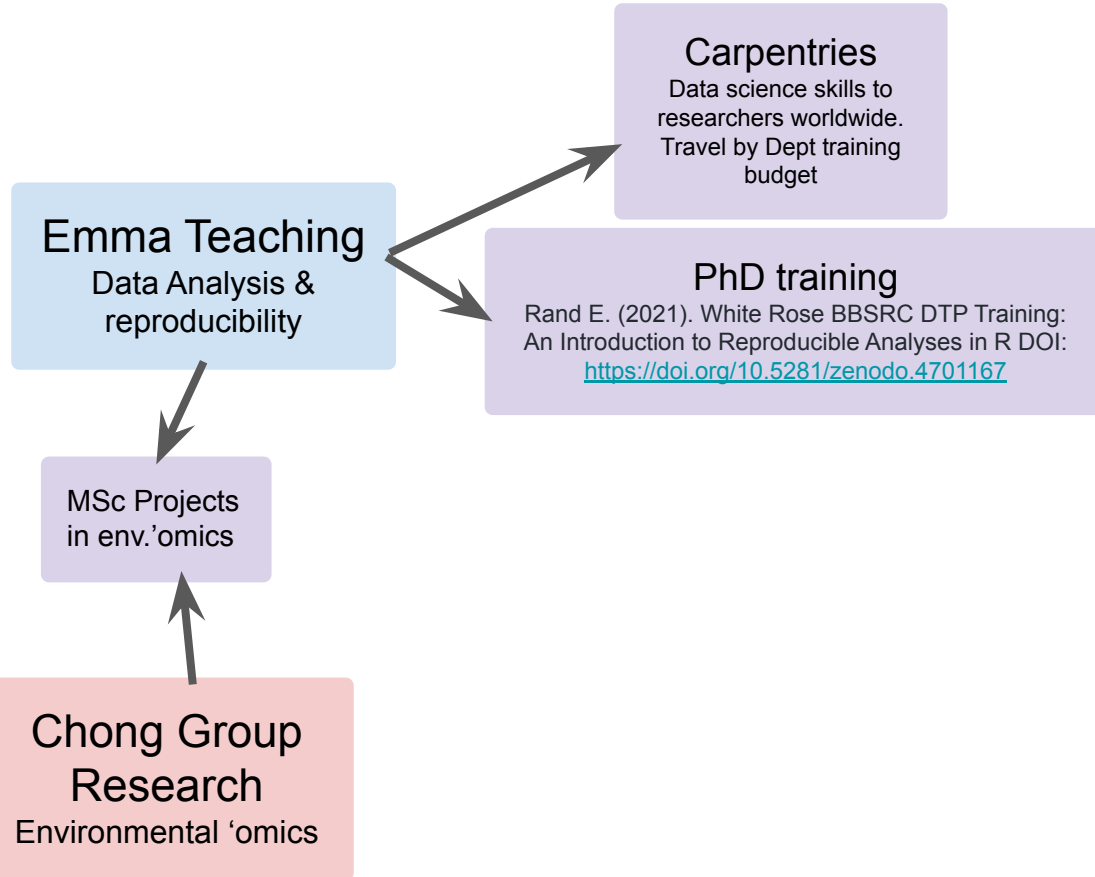 Carpentries
Data science skills to
researchers worldwide.
Travel by Dept training
budget
Emma Teaching
Data Analysis &
reproducibility
PhD training
Rand E. (2021). White Rose BBSRC DTP Training:
An Introduction to Reproducible Analyses in R DOI:
https://doi.org/10.5281/zenodo.4701167
MSc Projects
in env.’omics
Chong Group
Research
Environmental ‘omics